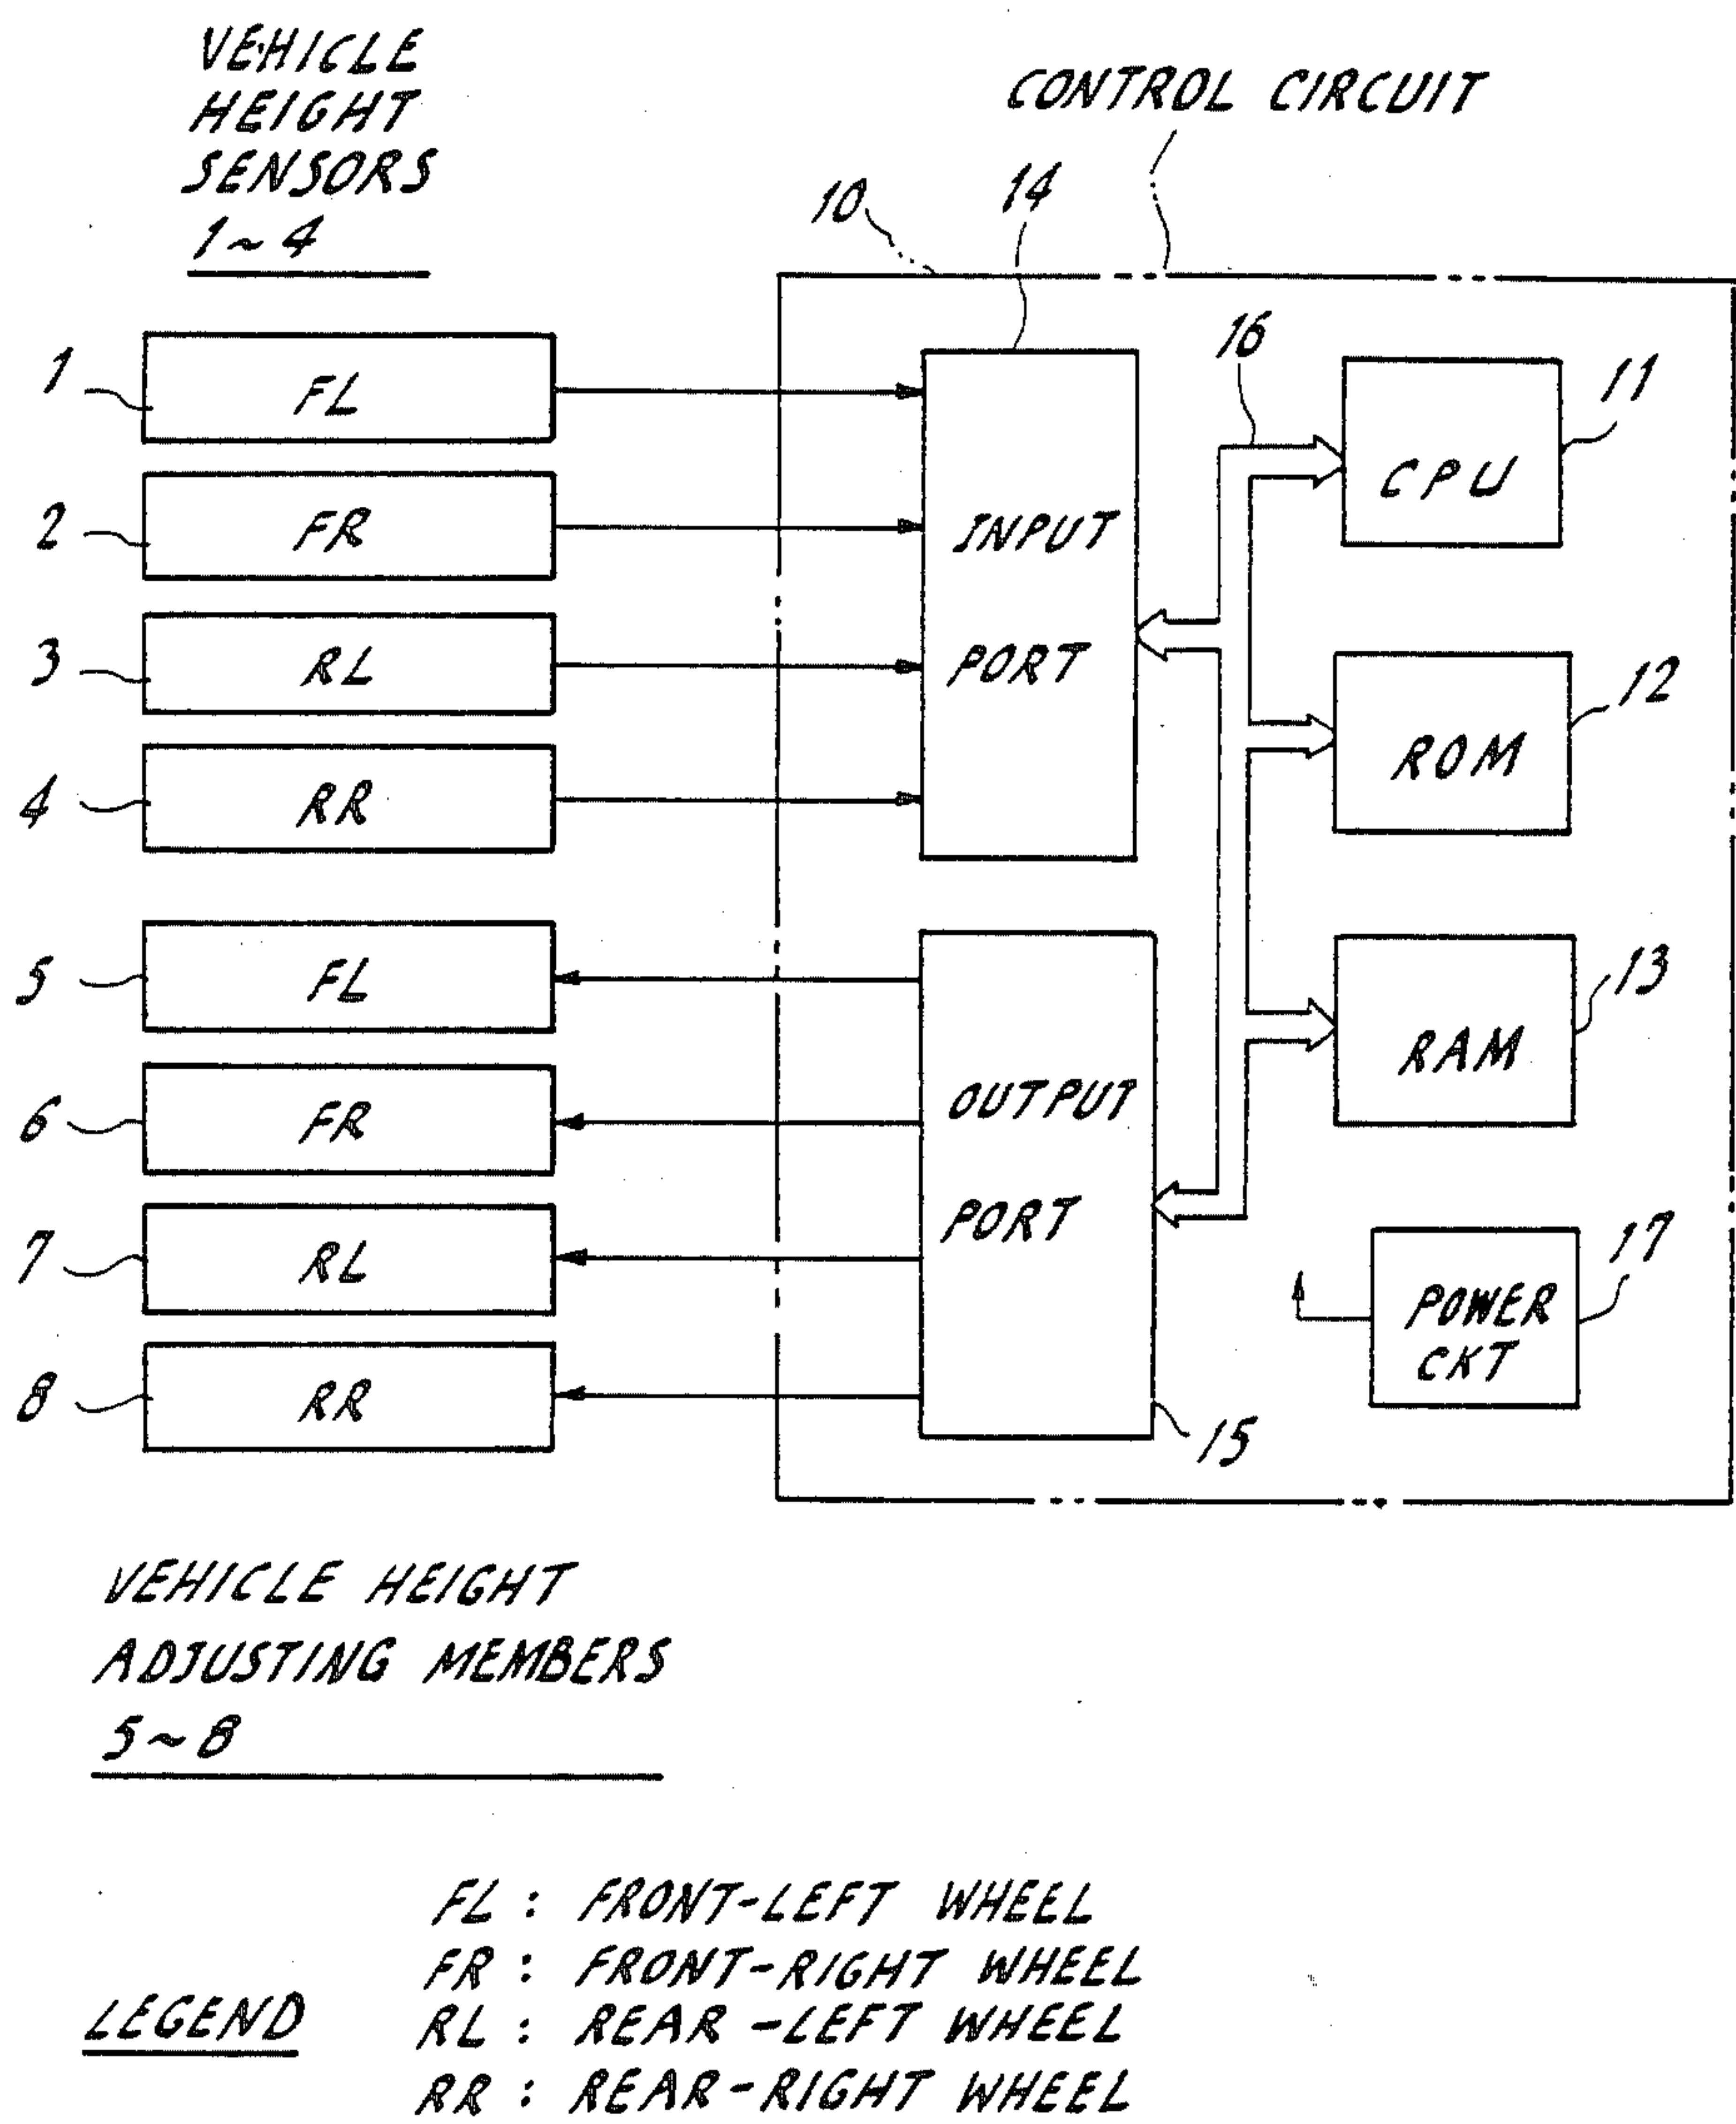 VEHICLE
HEIGHT
SENSORS
1~4
CONTROL CIRCUIT
10
14
1
FL
2
FR
3
RL
4
RR
INPUT
PORT
16
CPU
11
ROM
12
5
FL
6
FR
7
RL
8
RR
OUTPUT
PORT
15
RAM
13
POWER
CKT
17
VEHICLE HEIGHT
ADJUSTING MEMBERS
5~8
LEGEND
FL : FRONT-LEFT WHEEL
FR : FRONT-RIGHT WHEEL
RL : REAR-LEFT WHEEL
RR : REAR-RIGHT WHEEL